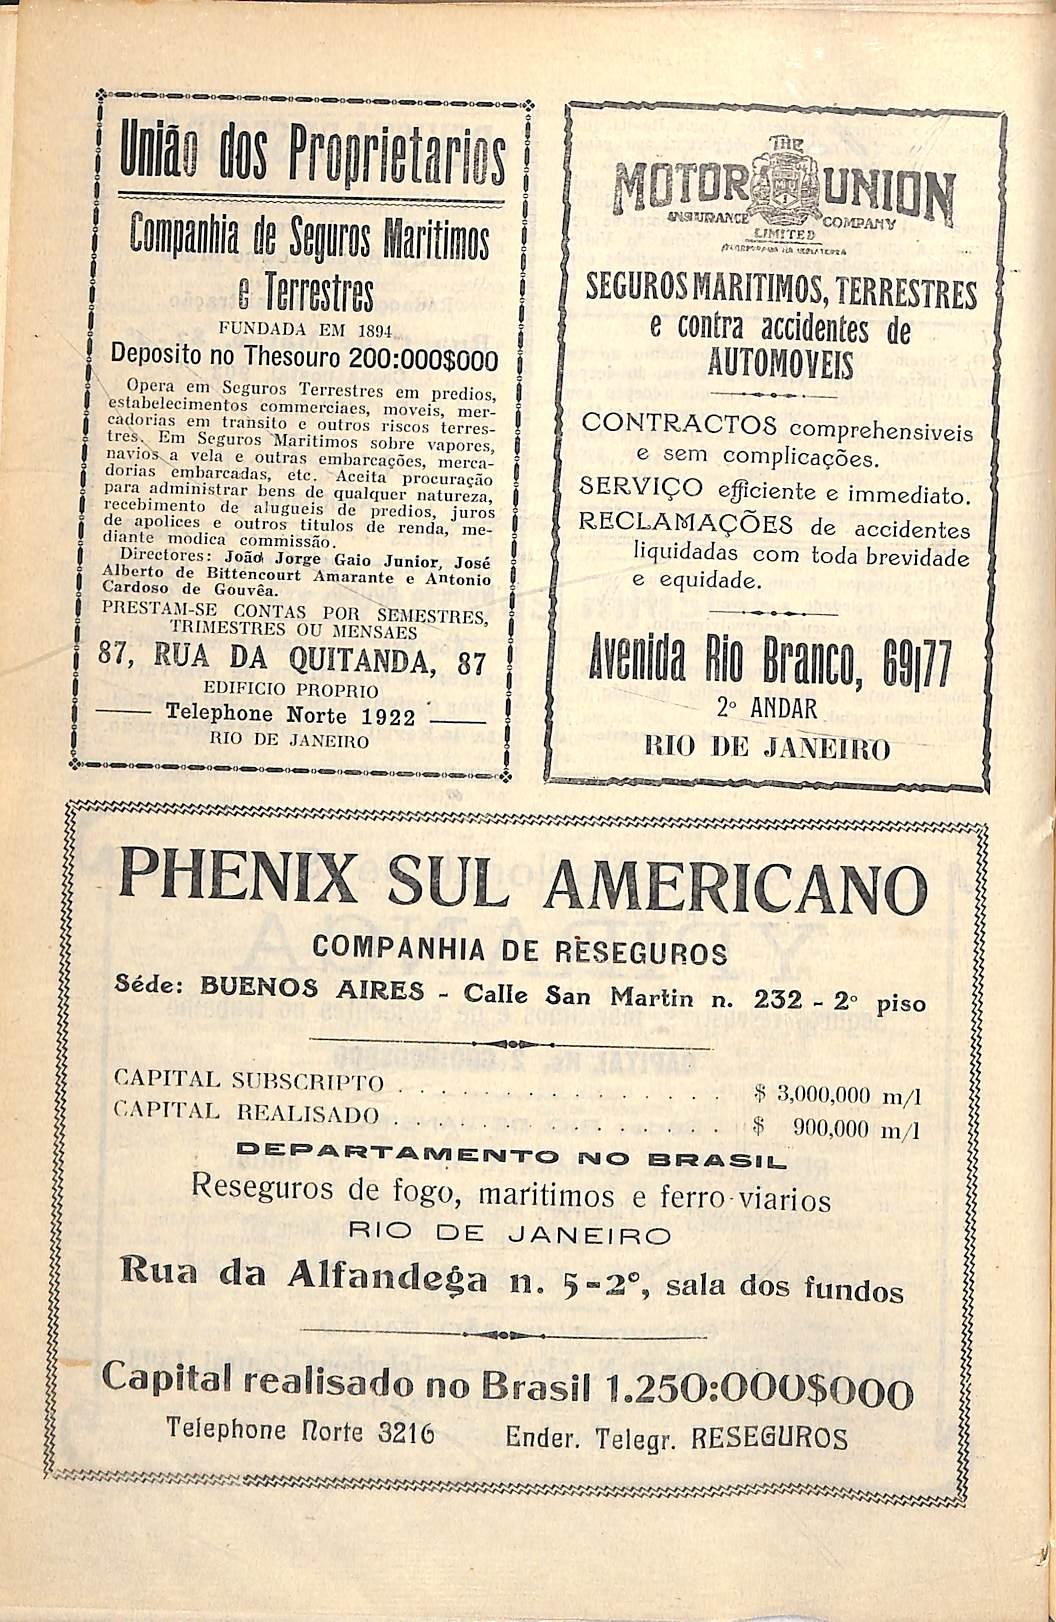 União dos Proprietarios
Companhia de Seguros Maritimos
e Terrestres
FUNDADA EM 1894
Deposito no Thesouro 200:000$000
Opera em Seguros Terrestres em predios,
estabelecimentos commerciaes, moveis, mer-
cadorias em transito e outros riscos terres-
tres. Em Seguros Maritimos sobre vapores,
navios a vela e outras embarcações, merca-
dorias embarcadas, etc. Aceita procuração
para administrar bens de qualquer natureza,
recebimento de alugueis de predios, juros
de apolices e outros titulos de renda, me-
diante modica commissão.
Directores: João Jorge Gaio Junior, José
Alberto de Bittencourt Amarante e Antonio
Cardoso de Gouvêa.
PRESTAM-SE CONTAS POR SEMESTRES,
TRIMESTRES OU MENSAES
87, RUA DA QUITANDA, 87
EDIFICIO PROPRIO
Telephone Norte 1922
RIO DE JANEIRO
THE
MOTOR UNION
INSURANCE COMPANY
LIMITED
SEGUROS MARITIMOS, TERRESTRES
e contra accidentes de
AUTOMOVEIS
CONTRACTOS comprehensiveis
e sem complicações.
SERVIÇO efficiente e immediato.
RECLAMAÇÕES de accidentes
liquidadas com toda brevidade
e equidade.
Avenida Rio Branco, 69|77
2º ANDAR
RIO DE JANEIRO
PHENIX SUL AMERICANO
COMPANHIA DE RESEGUROS
Séde: BUENOS AIRES - Calle San Martin n. 232 - 2º piso
CAPITAL SUBSCRIPTO . . . . . . . . . . . . . . . $ 3,000,000 m/l
CAPITAL REALISADO . . . . . . . . . . . . . . . $ 900,000 m/l
DEPARTAMENTO NO BRASIL
Reseguros de fogo, maritimos e ferro-viarios
RIO DE JANEIRO
Rua da Alfandega n. 5-2º, sala dos fundos
Capital realisado no Brasil 1.250:000$000
Telephone Norte 3216 Ender. Telegr. RESEGUROS